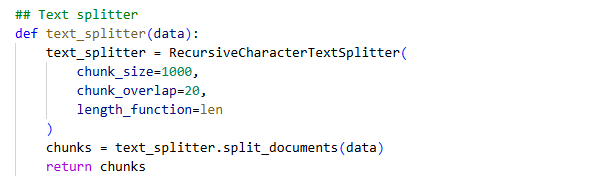 ## Text splitter
def text_splitter(data):
    text_splitter = RecursiveCharacterTextSplitter(
        chunk_size=1000,
        chunk_overlap=20,
        length_function=len
    )
    chunks = text_splitter.split_documents(data)
    return chunks